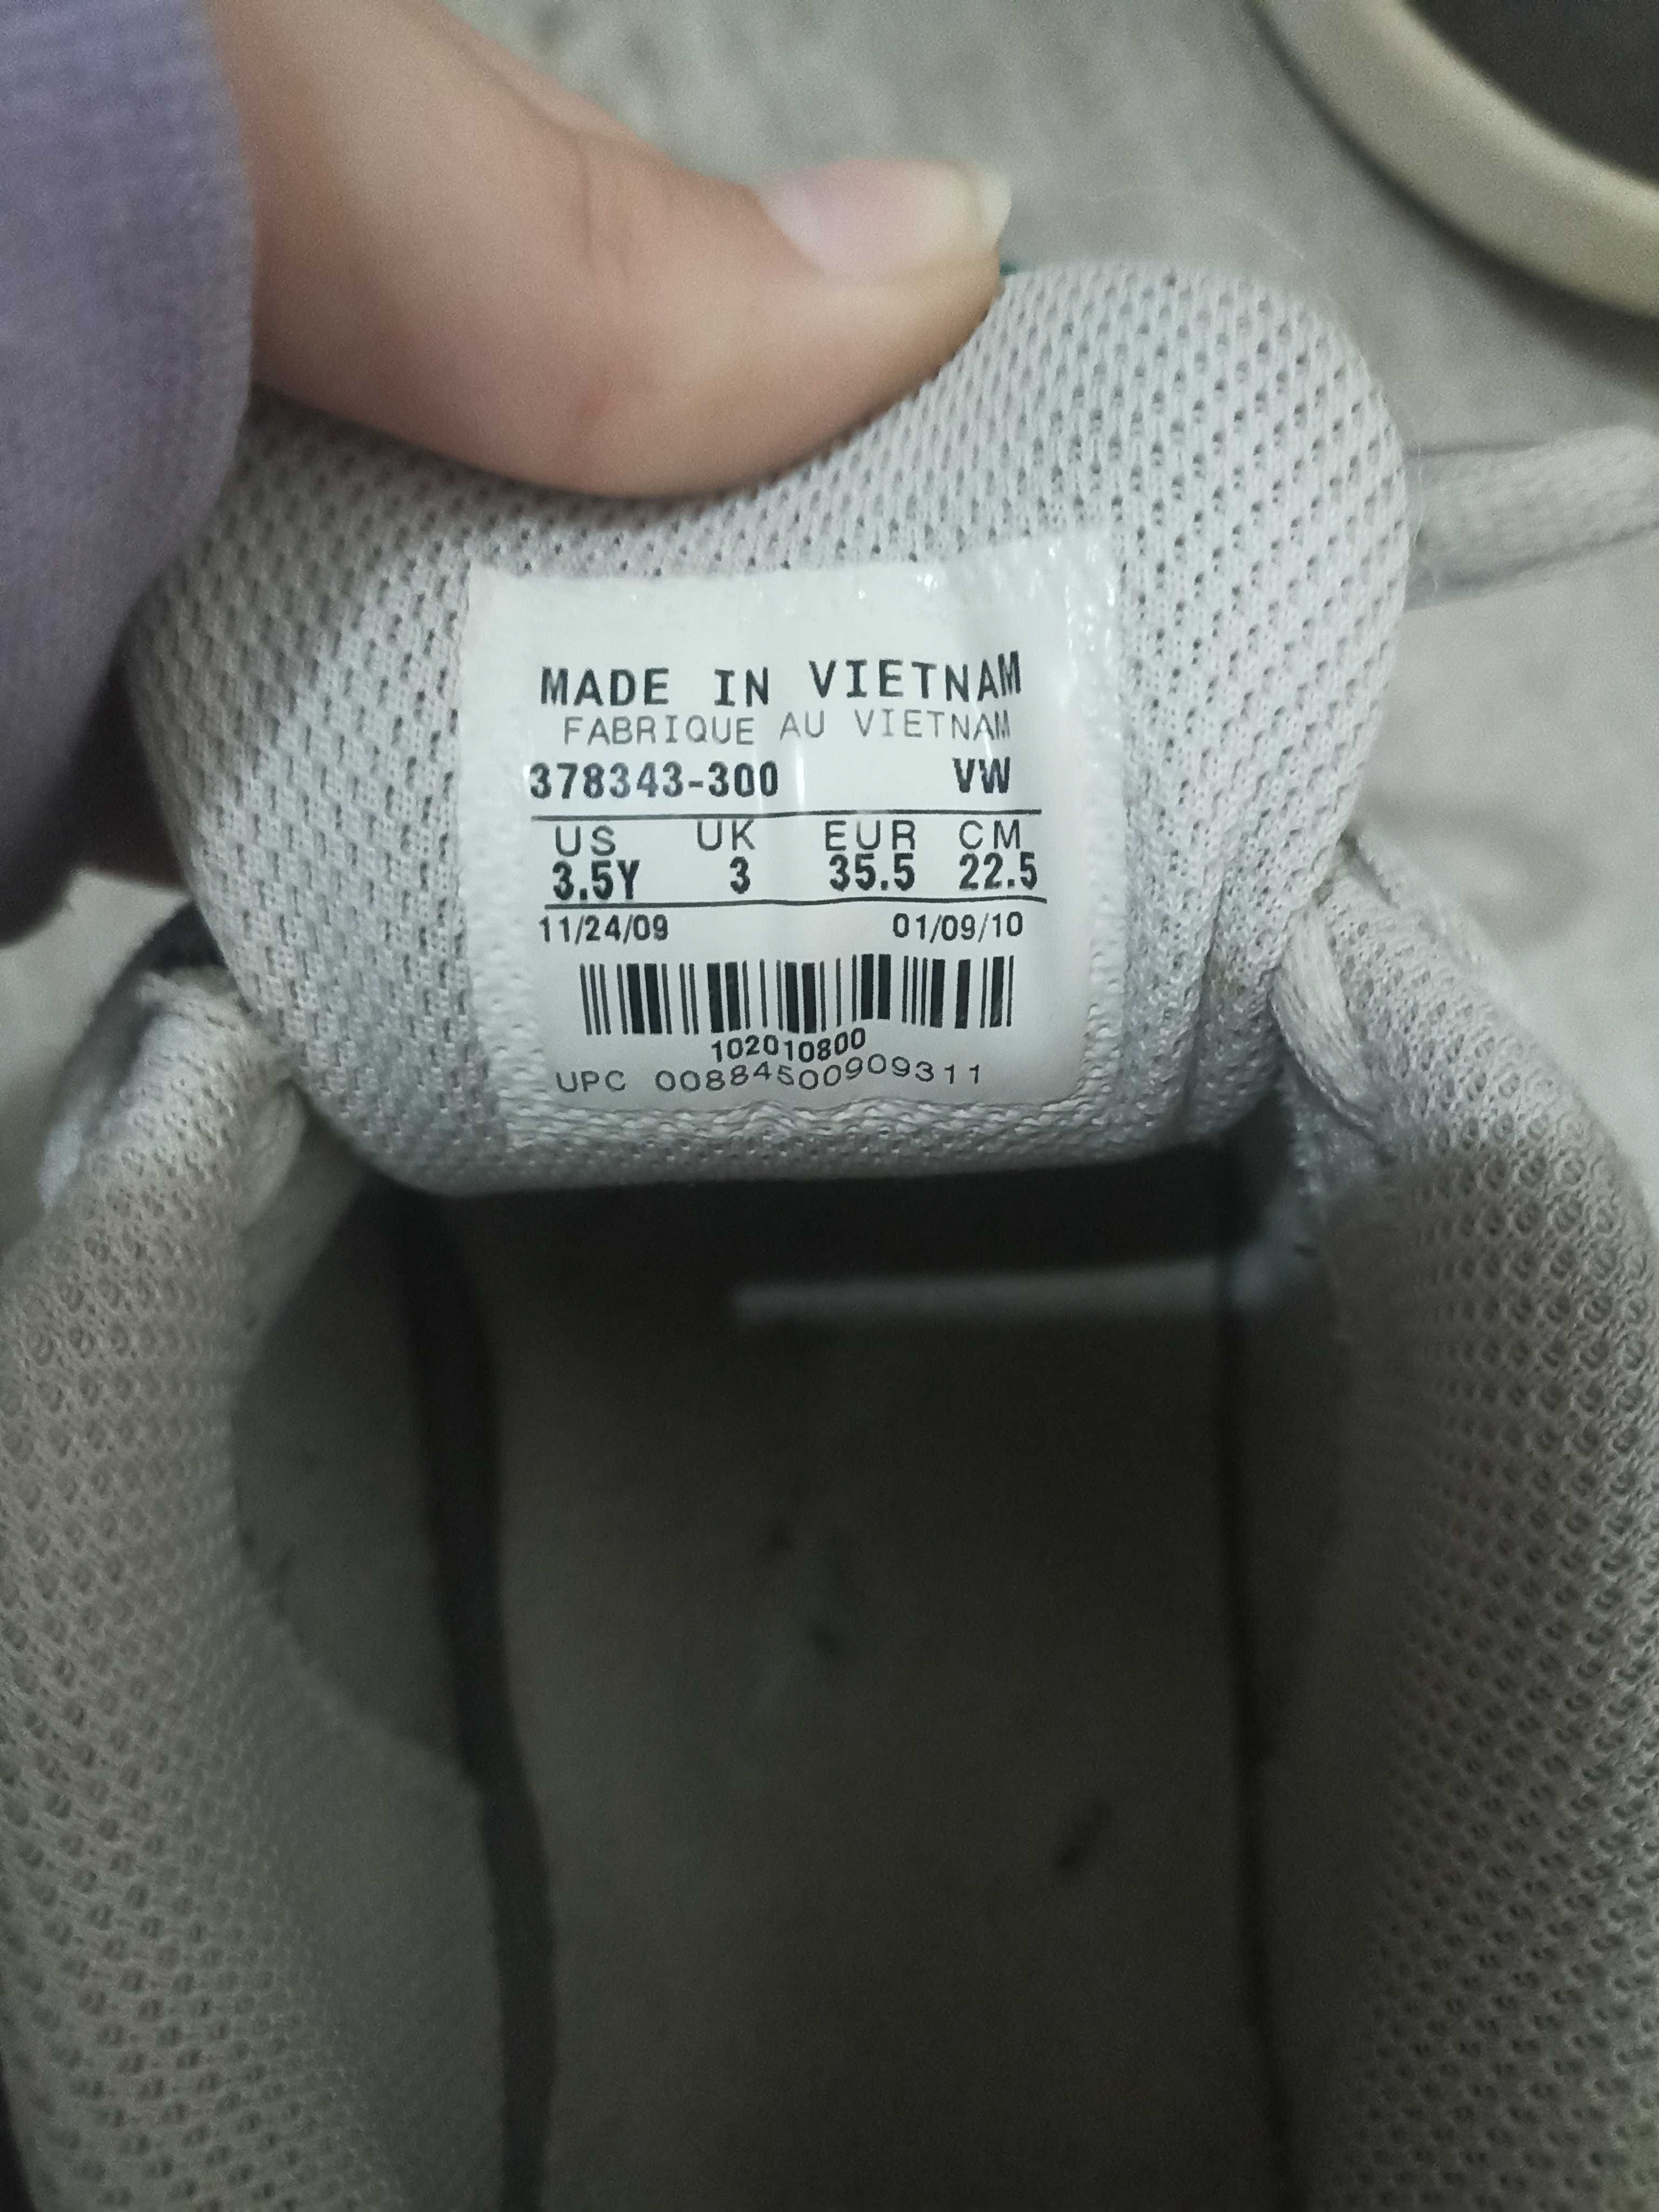 MADE IN VIETNAM
FABRIQUE AU VIETNAM
378343-300 VW
US UK EUR CM
3.5Y 3 35.5 22.5
11/24/09 01/09/10
102010800
UPC 00884500909311